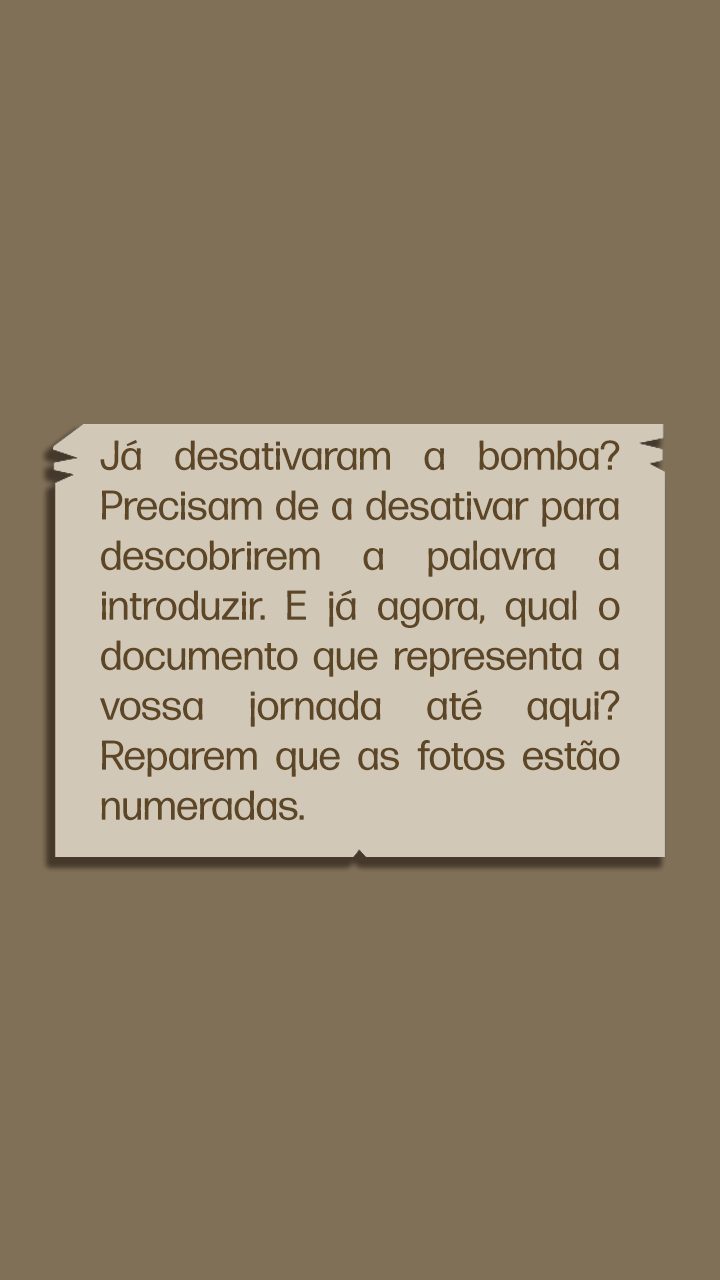 Já desativaram a bomba?
Precisam de a desativar para
descobrirem a palavra a
introduzir. E já agora, qual o
documento que representa a
vossa jornada até aqui?
Reparem que as fotos estão
numeradas.